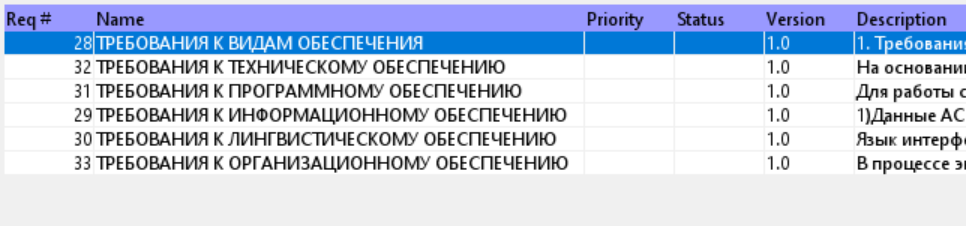 Req # Name Priority Status Version Description
28 ТРЕБОВАНИЯ К ВИДАМ ОБЕСПЕЧЕНИЯ 1.0 1. Требования
32 ТРЕБОВАНИЯ К ТЕХНИЧЕСКОМУ ОБЕСПЕЧЕНИЮ 1.0 На основании
31 ТРЕБОВАНИЯ К ПРОГРАММНОМУ ОБЕСПЕЧЕНИЮ 1.0 Для работы
29 ТРЕБОВАНИЯ К ИНФОРМАЦИОННОМУ ОБЕСПЕЧЕНИЮ 1.0 1)Данные АС
30 ТРЕБОВАНИЯ К ЛИНГВИСТИЧЕСКОМУ ОБЕСПЕЧЕНИЮ 1.0 Язык
33 ТРЕБОВАНИЯ К ОРГАНИЗАЦИОННОМУ ОБЕСПЕЧЕНИЮ 1.0 В процессе